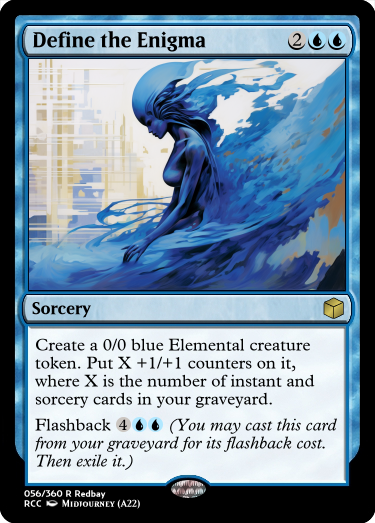 Define the Enigma 2
Sorcery
Create a 0/0 blue Elemental creature
token. Put X +1/+1 counters on it,
where X is the number of instant and
sorcery cards in your graveyard.
Flashback 4 (You may cast this card
from your graveyard for its flashback cost.
Then exile it.)
056/360 R Redbay
RCC Midjourney (A22)